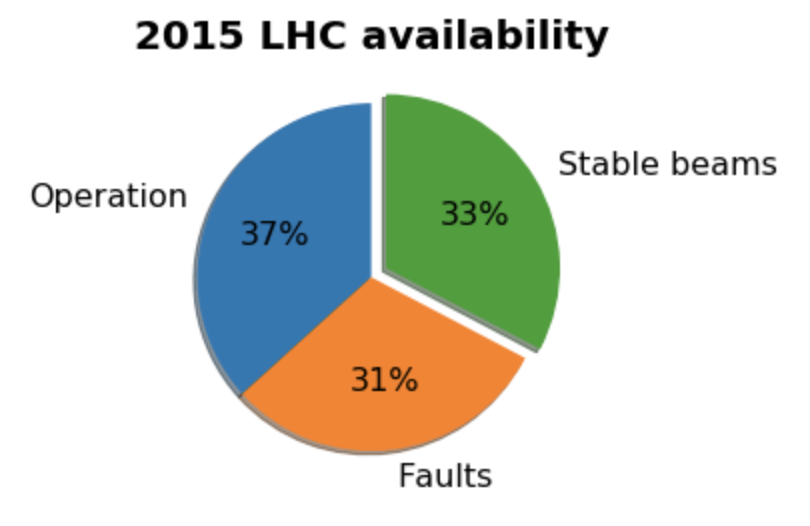 2015 LHC availability
Stable beams
Operation
33%
37%
31%
Faults